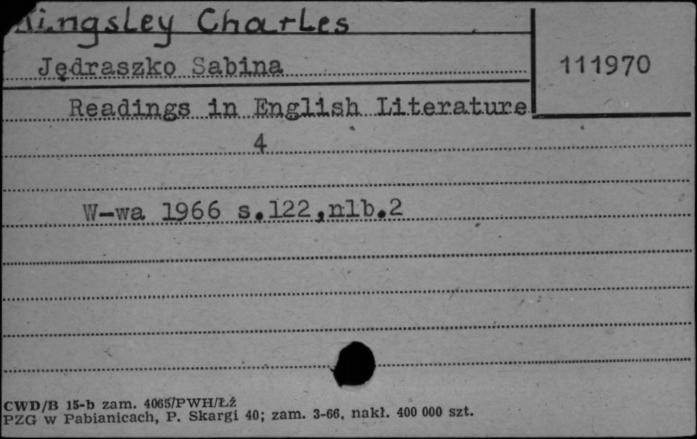 Kingsley Charles
Jędraszko Sabina
111970
Readings in English Literature
4
W-wa 1966 s.122,nlb.2
CWD/B 15-b zam. 4065/PWH/Łź
PZG w Pabianicach, P. Skargi 40; zam. 3-66, nakł. 400 000 szt.